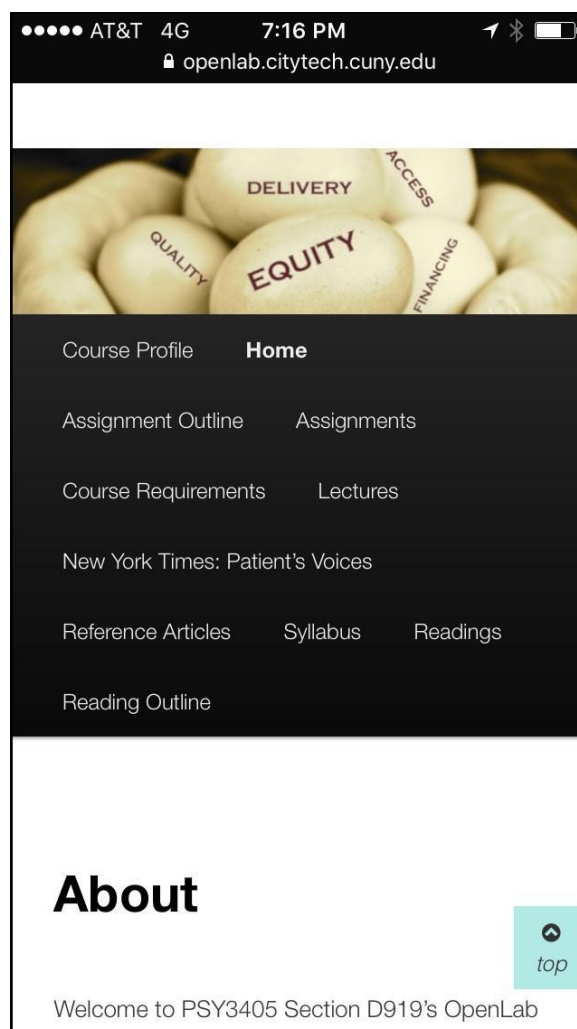 AT&T 4G 7:16 PM
openlab.citytech.cuny.edu
DELIVERY
ACCESS
QUALITY
EQUITY
FINANCING
Course Profile Home
Assignment Outline Assignments
Course Requirements Lectures
New York Times: Patient's Voices
Reference Articles Syllabus Readings
Reading Outline
About
top
Welcome to PSY3405 Section D919's OpenLab